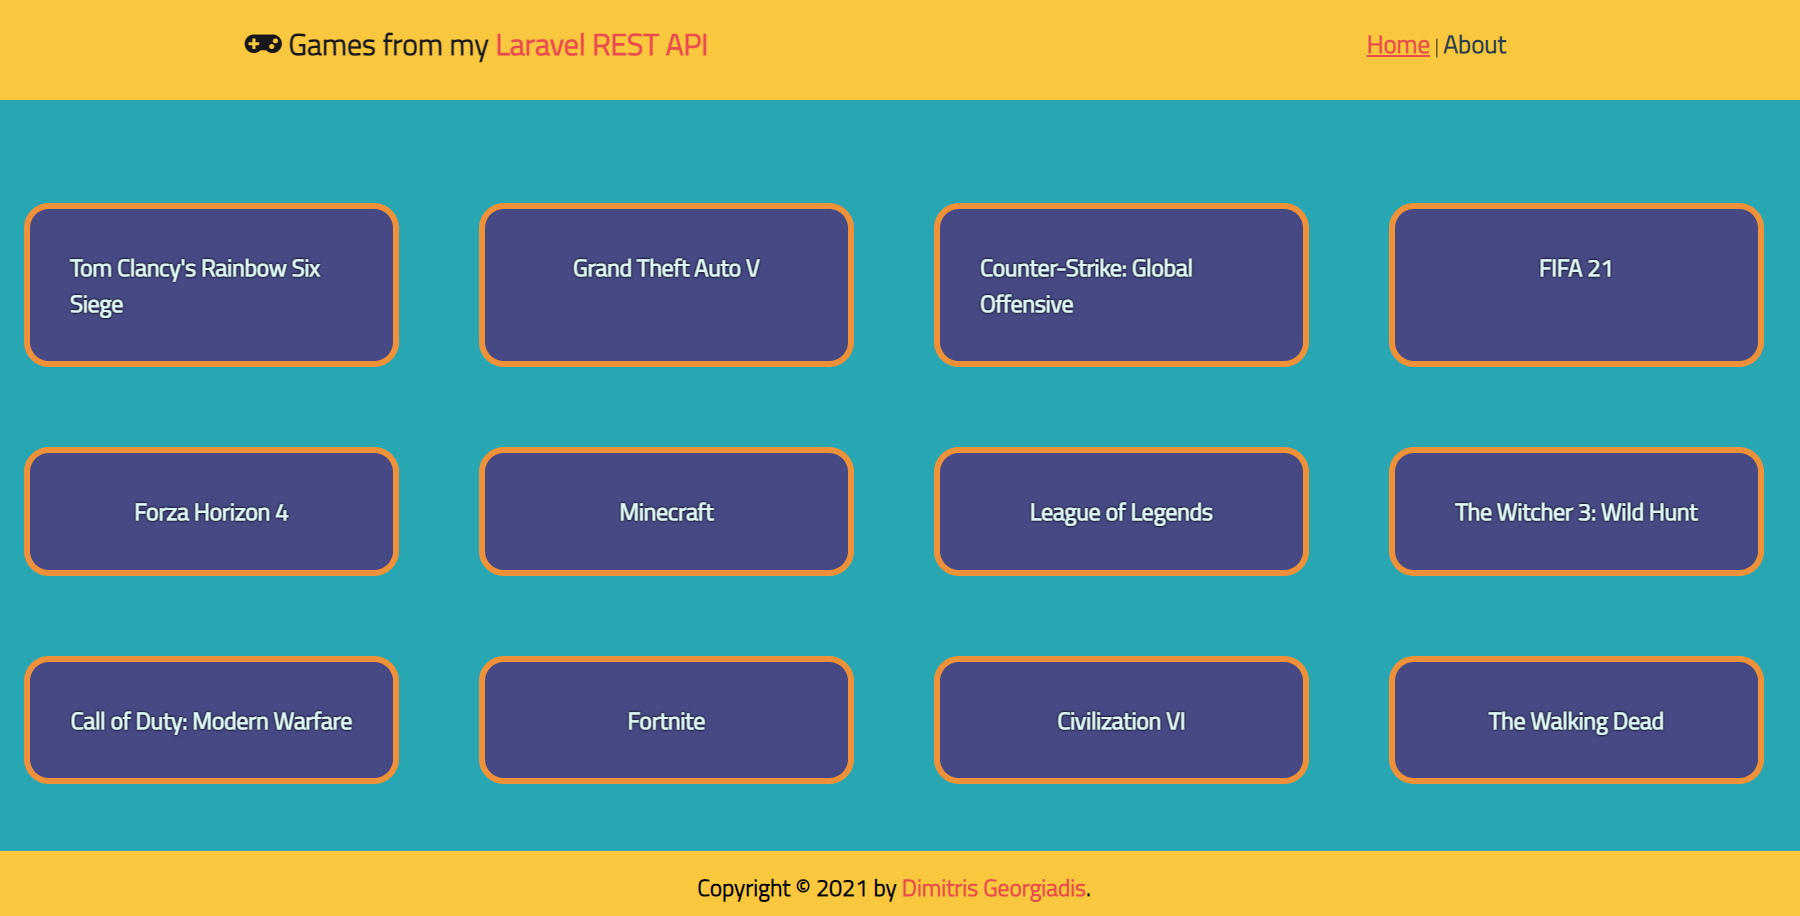 Games from my Laravel REST API
Home | About
Tom Clancy's Rainbow Six
Siege
Grand Theft Auto V
Counter-Strike: Global
Offensive
FIFA 21
Forza Horizon 4
Minecraft
League of Legends
The Witcher 3: Wild Hunt
Call of Duty: Modern Warfare
Fortnite
Civilization VI
The Walking Dead
Copyright © 2021 by Dimitris Georgiadis.